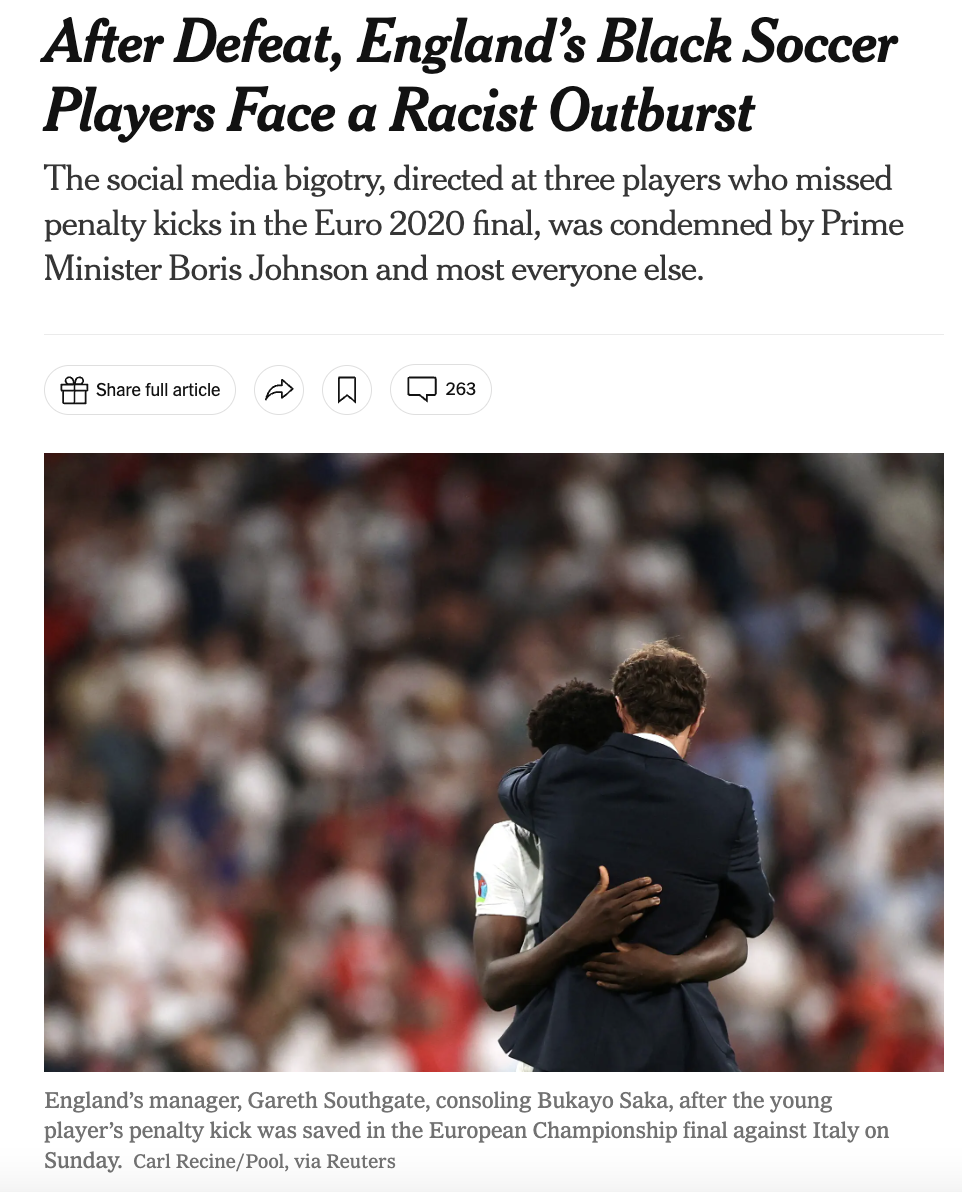 After Defeat, England’s Black Soccer
Players Face a Racist Outburst
The social media bigotry, directed at three players who missed
penalty kicks in the Euro 2020 final, was condemned by Prime
Minister Boris Johnson and most everyone else.
Share full article
263
England’s manager, Gareth Southgate, consoling Bukayo Saka, after the young
player’s penalty kick was saved in the European Championship final against Italy on
Sunday. Carl Recine/Pool, via Reuters